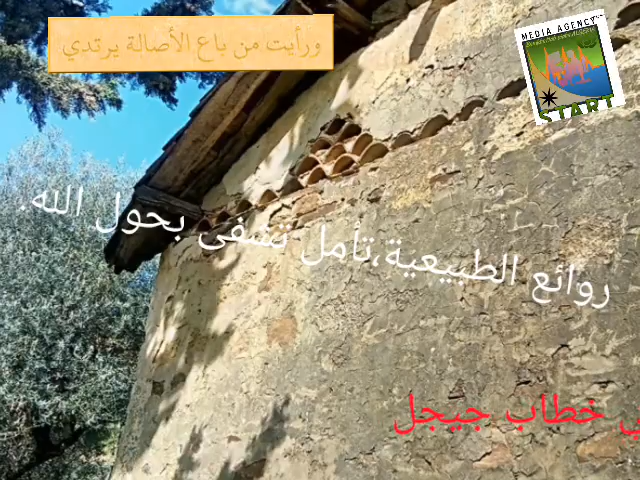 ورأيت من باع الأصالة يرتدي
MEDIA AGENCY
START
روائع الطبيعية،تأمل تشفى بحول الله.
خطاب جيجل